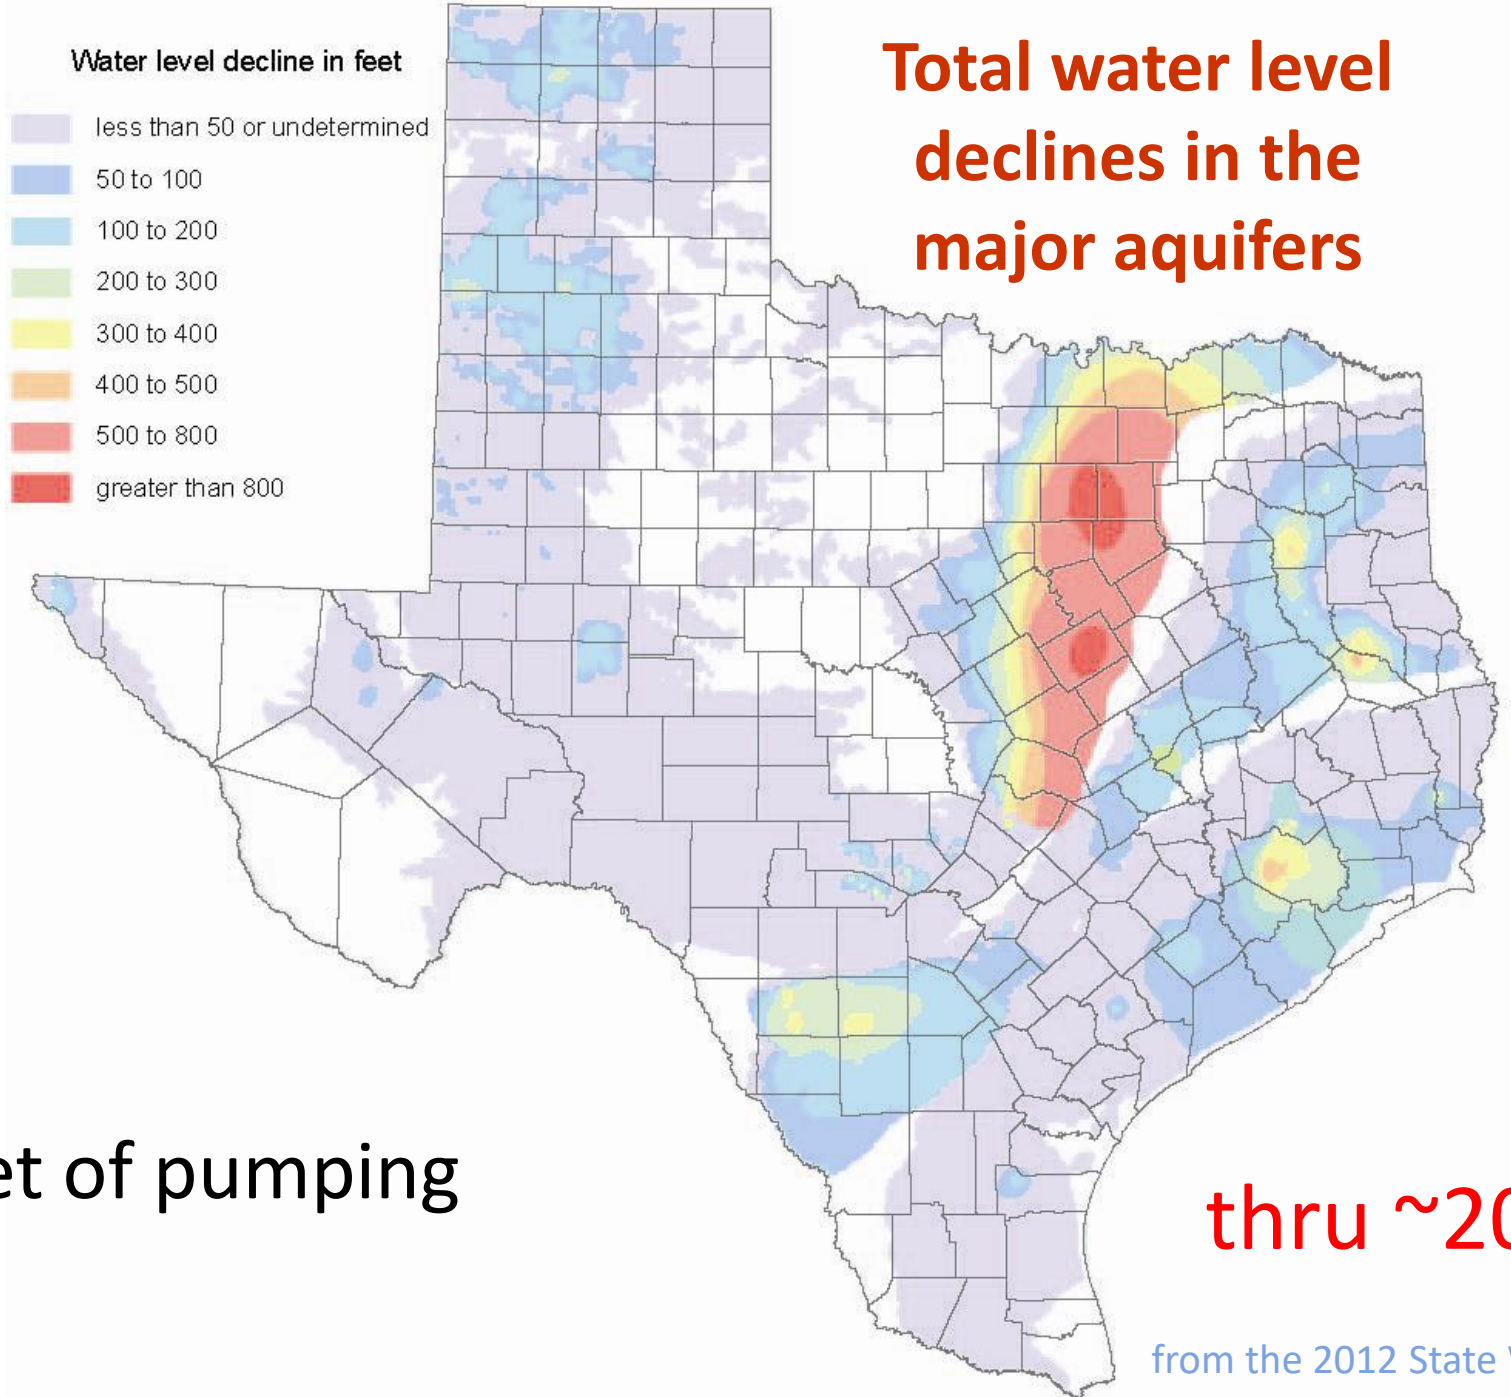 Water level decline in feet
less than 50 or undetermined
50 to 100
100 to 200
200 to 300
300 to 400
400 to 500
500 to 800
greater than 800
Total water level
declines in the
major aquifers
et of pumping
thru ~20
from the 2012 State